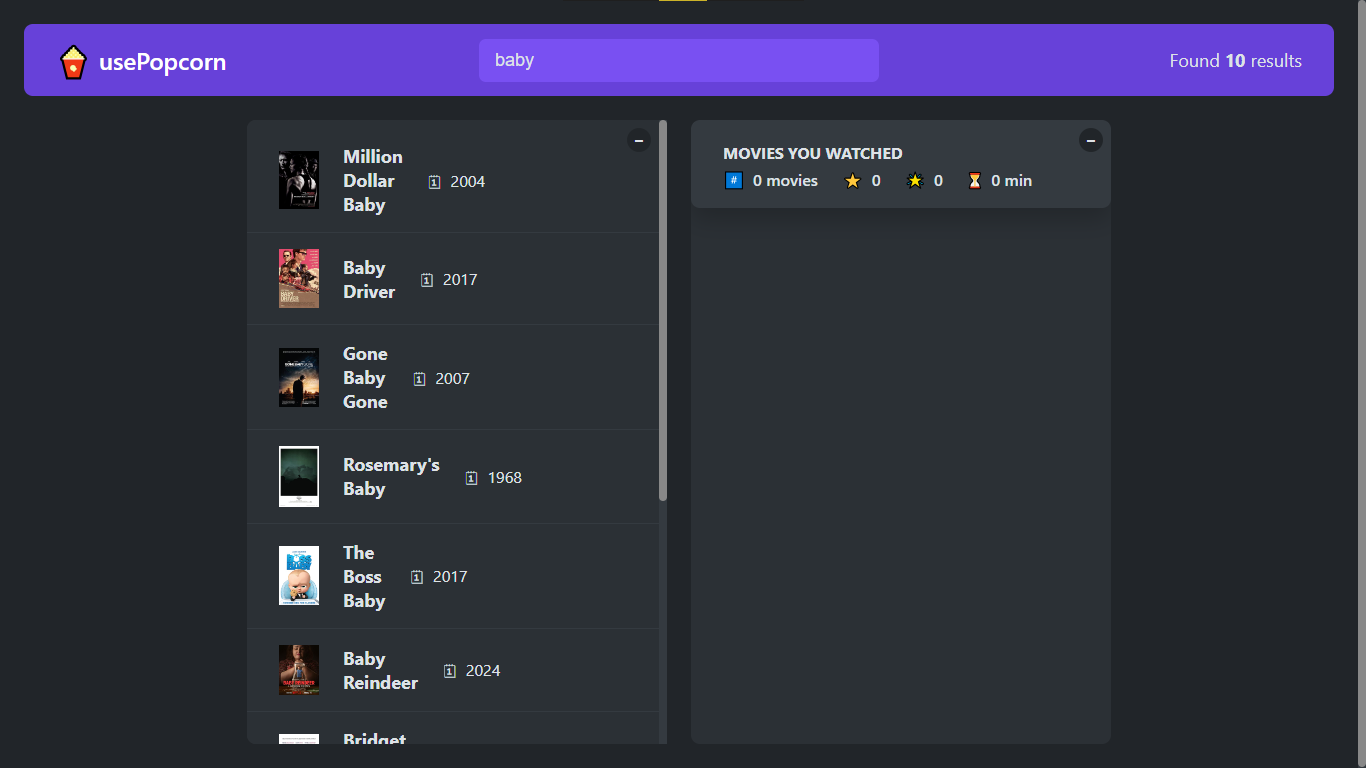 usePopcorn
baby
Found 10 results
Million
Dollar
Baby
2004
Baby
Driver
2017
Gone
Baby
Gone
2007
Rosemary's
Baby
1968
The
Boss
Baby
2017
Baby
Reindeer
2024
Bridget
MOVIES YOU WATCHED
# 0 movies 0 0 0 min